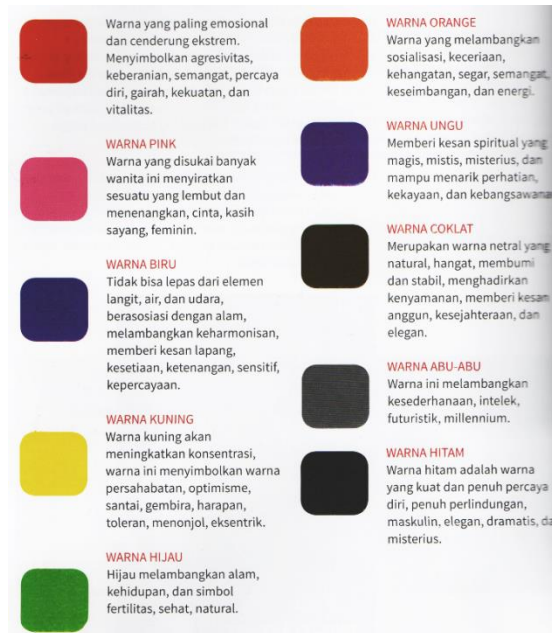 Warna yang paling emosional
dan cenderung ekstrem.
Menyimbolkan agresivitas,
keberanian, semangat, percaya
diri, gairah, kekuatan, dan
vitalitas.
WARNA PINK
Warna yang disukai banyak
wanita ini menyiratkan
sesuatu yang lembut dan
menenangkan, cinta, kasih
sayang, feminin.
WARNA BIRU
Tidak bisa lepas dari elemen
langit, air, dan udara,
berasosiasi dengan alam,
melambangkan keharmonisan,
memberi kesan lapang,
kesetiaan, ketenangan, sensitif,
kepercayaan.
WARNA KUNING
Warna kuning akan
meningkatkan konsentrasi,
warna ini menyimbolkan warna
persahabatan, optimisme,
santai, gembira, harapan,
toleran, menonjol, eksentrik.
WARNA HIJAU
Hijau melambangkan alam,
kehidupan, dan simbol
fertilitas, sehat, natural.
WARNA ORANGE
Warna yang melambangkan
sosialisasi, keceriaan,
kehangatan, segar, semangat,
keseimbangan, dan energi.
WARNA UNGU
Memberi kesan spiritual yang
magis, mistis, misterius, dan
mampu menarik perhatian,
kekayaan, dan kebangsawanan
WARNA COKLAT
Merupakan warna netral yang
natural, hangat, membumi
dan stabil, menghadirkan
kenyamanan, memberi kesan
anggun, kesejahteraan, dan
elegan.
WARNA ABU-ABU
Warna ini melambangkan
kesederhanaan, intelek,
futuristik, millennium.
WARNA HITAM
Warna hitam adalah warna
yang kuat dan penuh percaya
diri, penuh perlindungan,
maskulin, elegan, dramatis,
misterius.